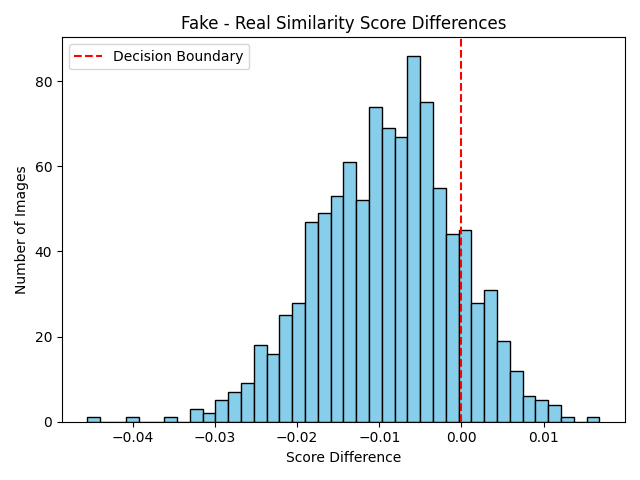 Fake - Real Similarity Score Differences
Decision Boundary
Number of Images
80
60
40
20
0
−0.04
−0.03
−0.02
−0.01
0.00
0.01
Score Difference